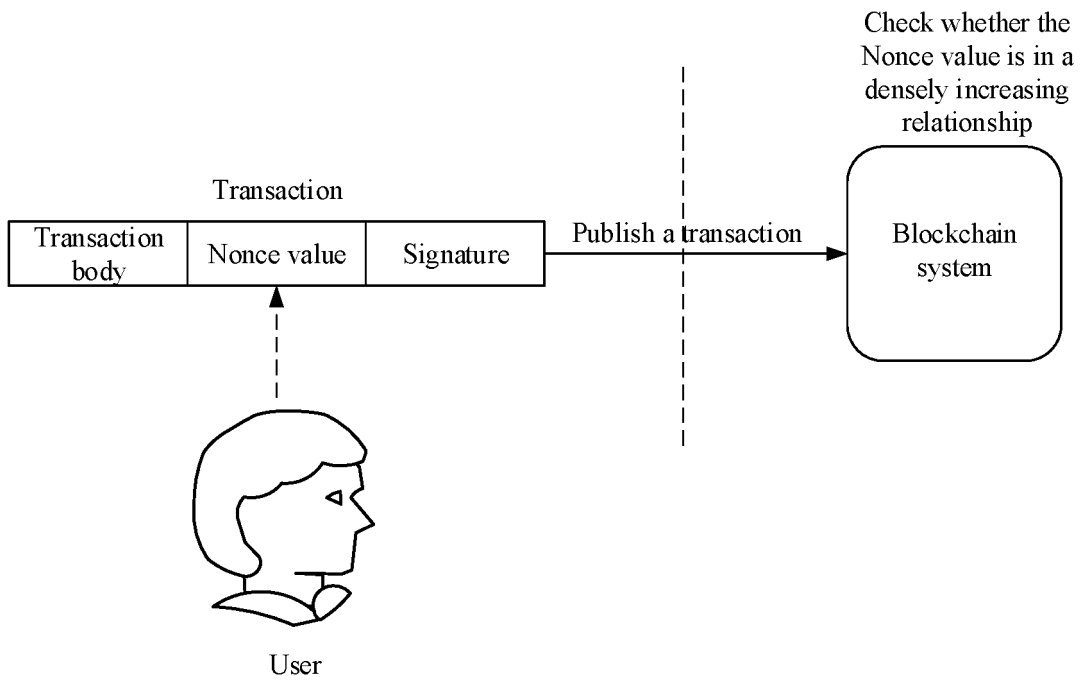 Check whether the
Nonce value is in a
densely increasing
relationship
Transaction
Transaction
body
Nonce value
Signature
Publish a transaction
Blockchain
system
User